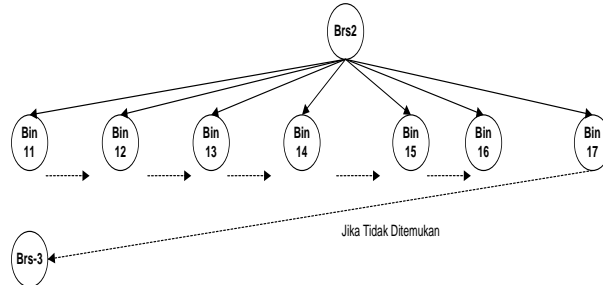 Brs2
Bin
11
Bin
12
Bin
13
Bin
14
Bin
15
Bin
16
Bin
17
Jika Tidak Ditemukan
Brs-3